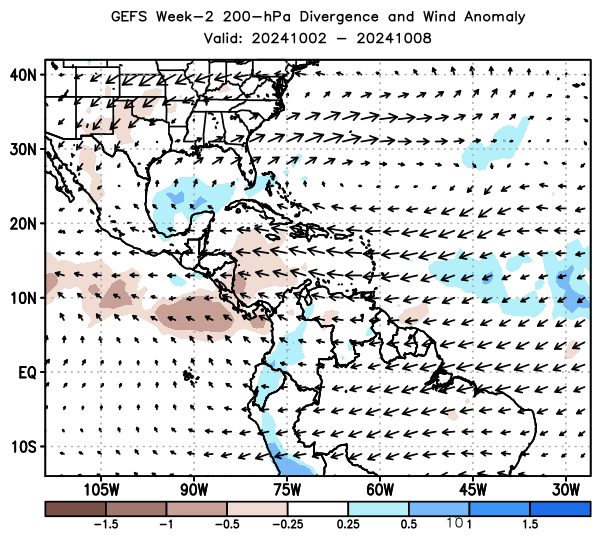 GEFS Week-2 200-hPa Divergence and Wind Anomaly
Valid: 20241002 - 20241008
40N
30N
20N
10N
EQ
10S
105W 90W 75W 60W 45W 30W
-1.5 -1 -0.5 -0.25 0.25 0.5 10 1 1.5